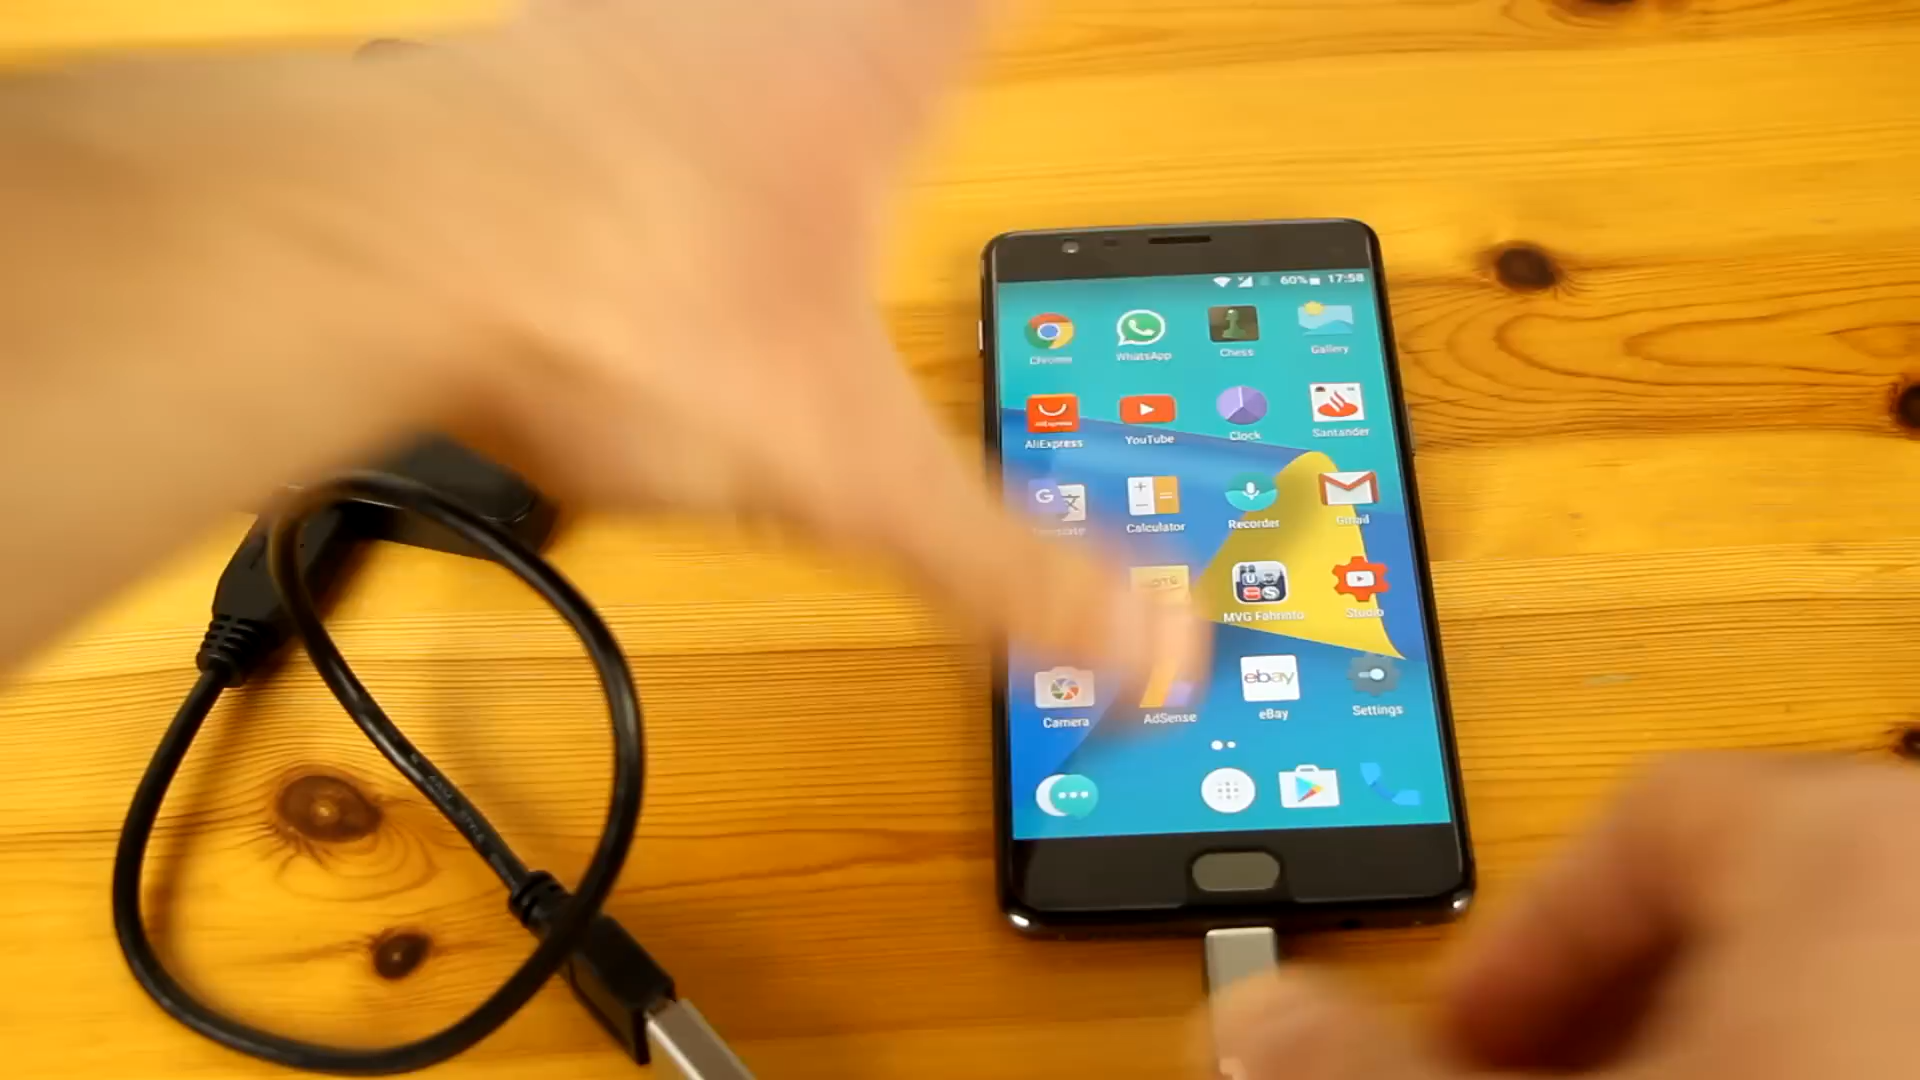 60% 17:58
Chrome WhatsApp Chess Gallery
AliExpress
AliExpress YouTube Clock Santander
G
Calculator Recorder Gmail
MVG Fahrinfo Studio
ebay
Camera AdSense eBay Settings